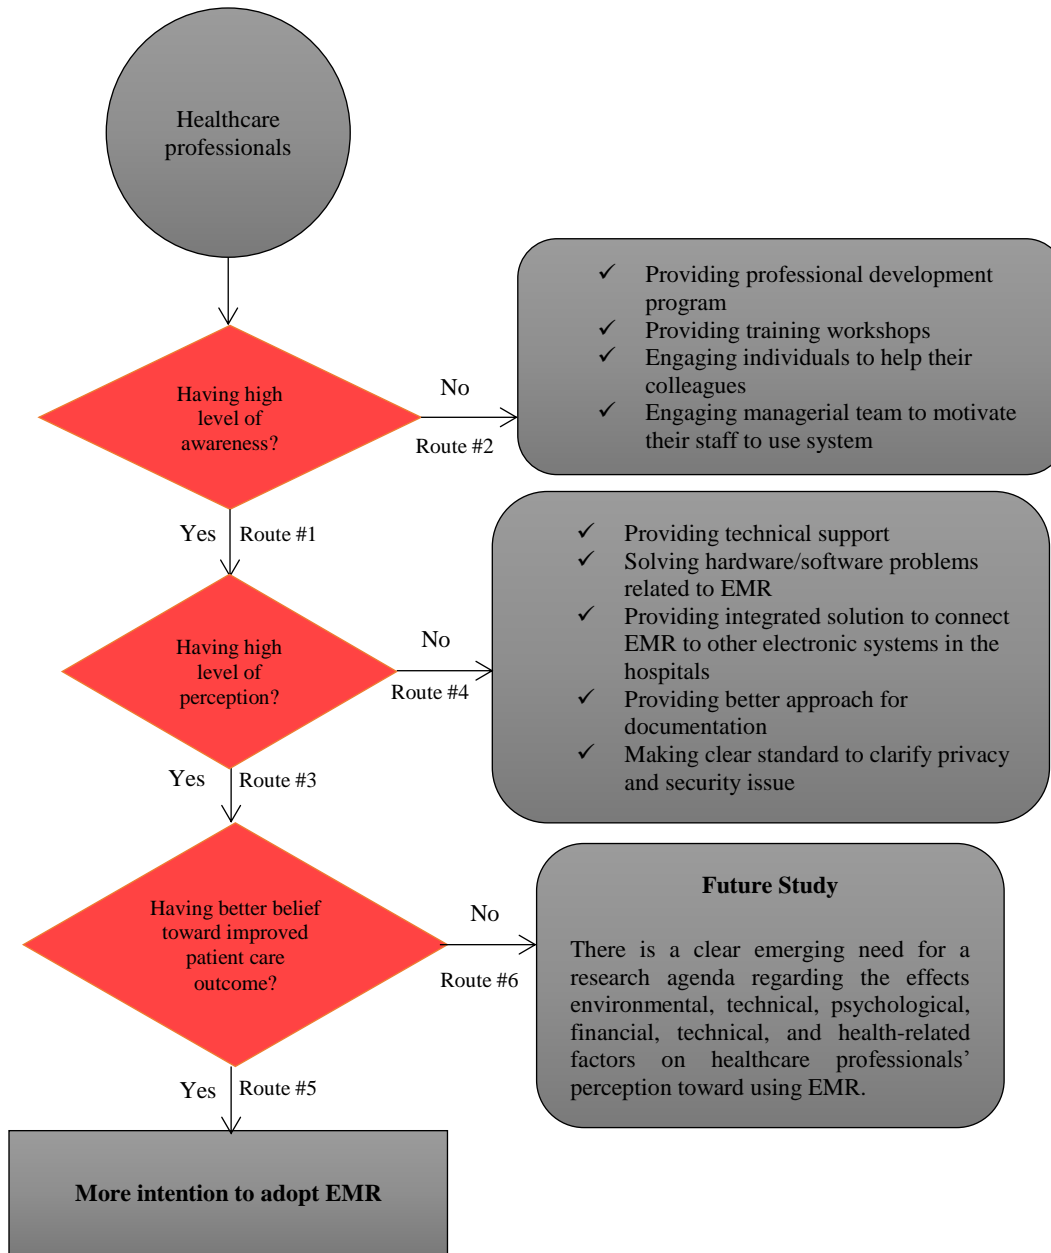 Healthcare
professionals
✓ Providing professional development
program
✓ Providing training workshops
✓ Engaging individuals to help their
colleagues
✓ Engaging managerial team to motivate
their staff to use system
Having high
level of
awareness?
No
Route #2
Yes
Route #1
✓ Providing technical support
✓ Solving hardware/software problems
related to EMR
✓ Providing integrated solution to connect
EMR to other electronic systems in the
hospitals
✓ Providing better approach for
documentation
✓ Making clear standard to clarify privacy
and security issue
Having high
level of
perception?
No
Route #4
Yes
Route #3
Having better belief
toward improved
patient care
outcome?
No
Route #6
Future Study
There is a clear emerging need for a
research agenda regarding the effects
environmental, technical, psychological,
financial, technical, and health-related
factors on healthcare professionals’
perception toward using EMR.
Yes
Route #5
More intention to adopt EMR